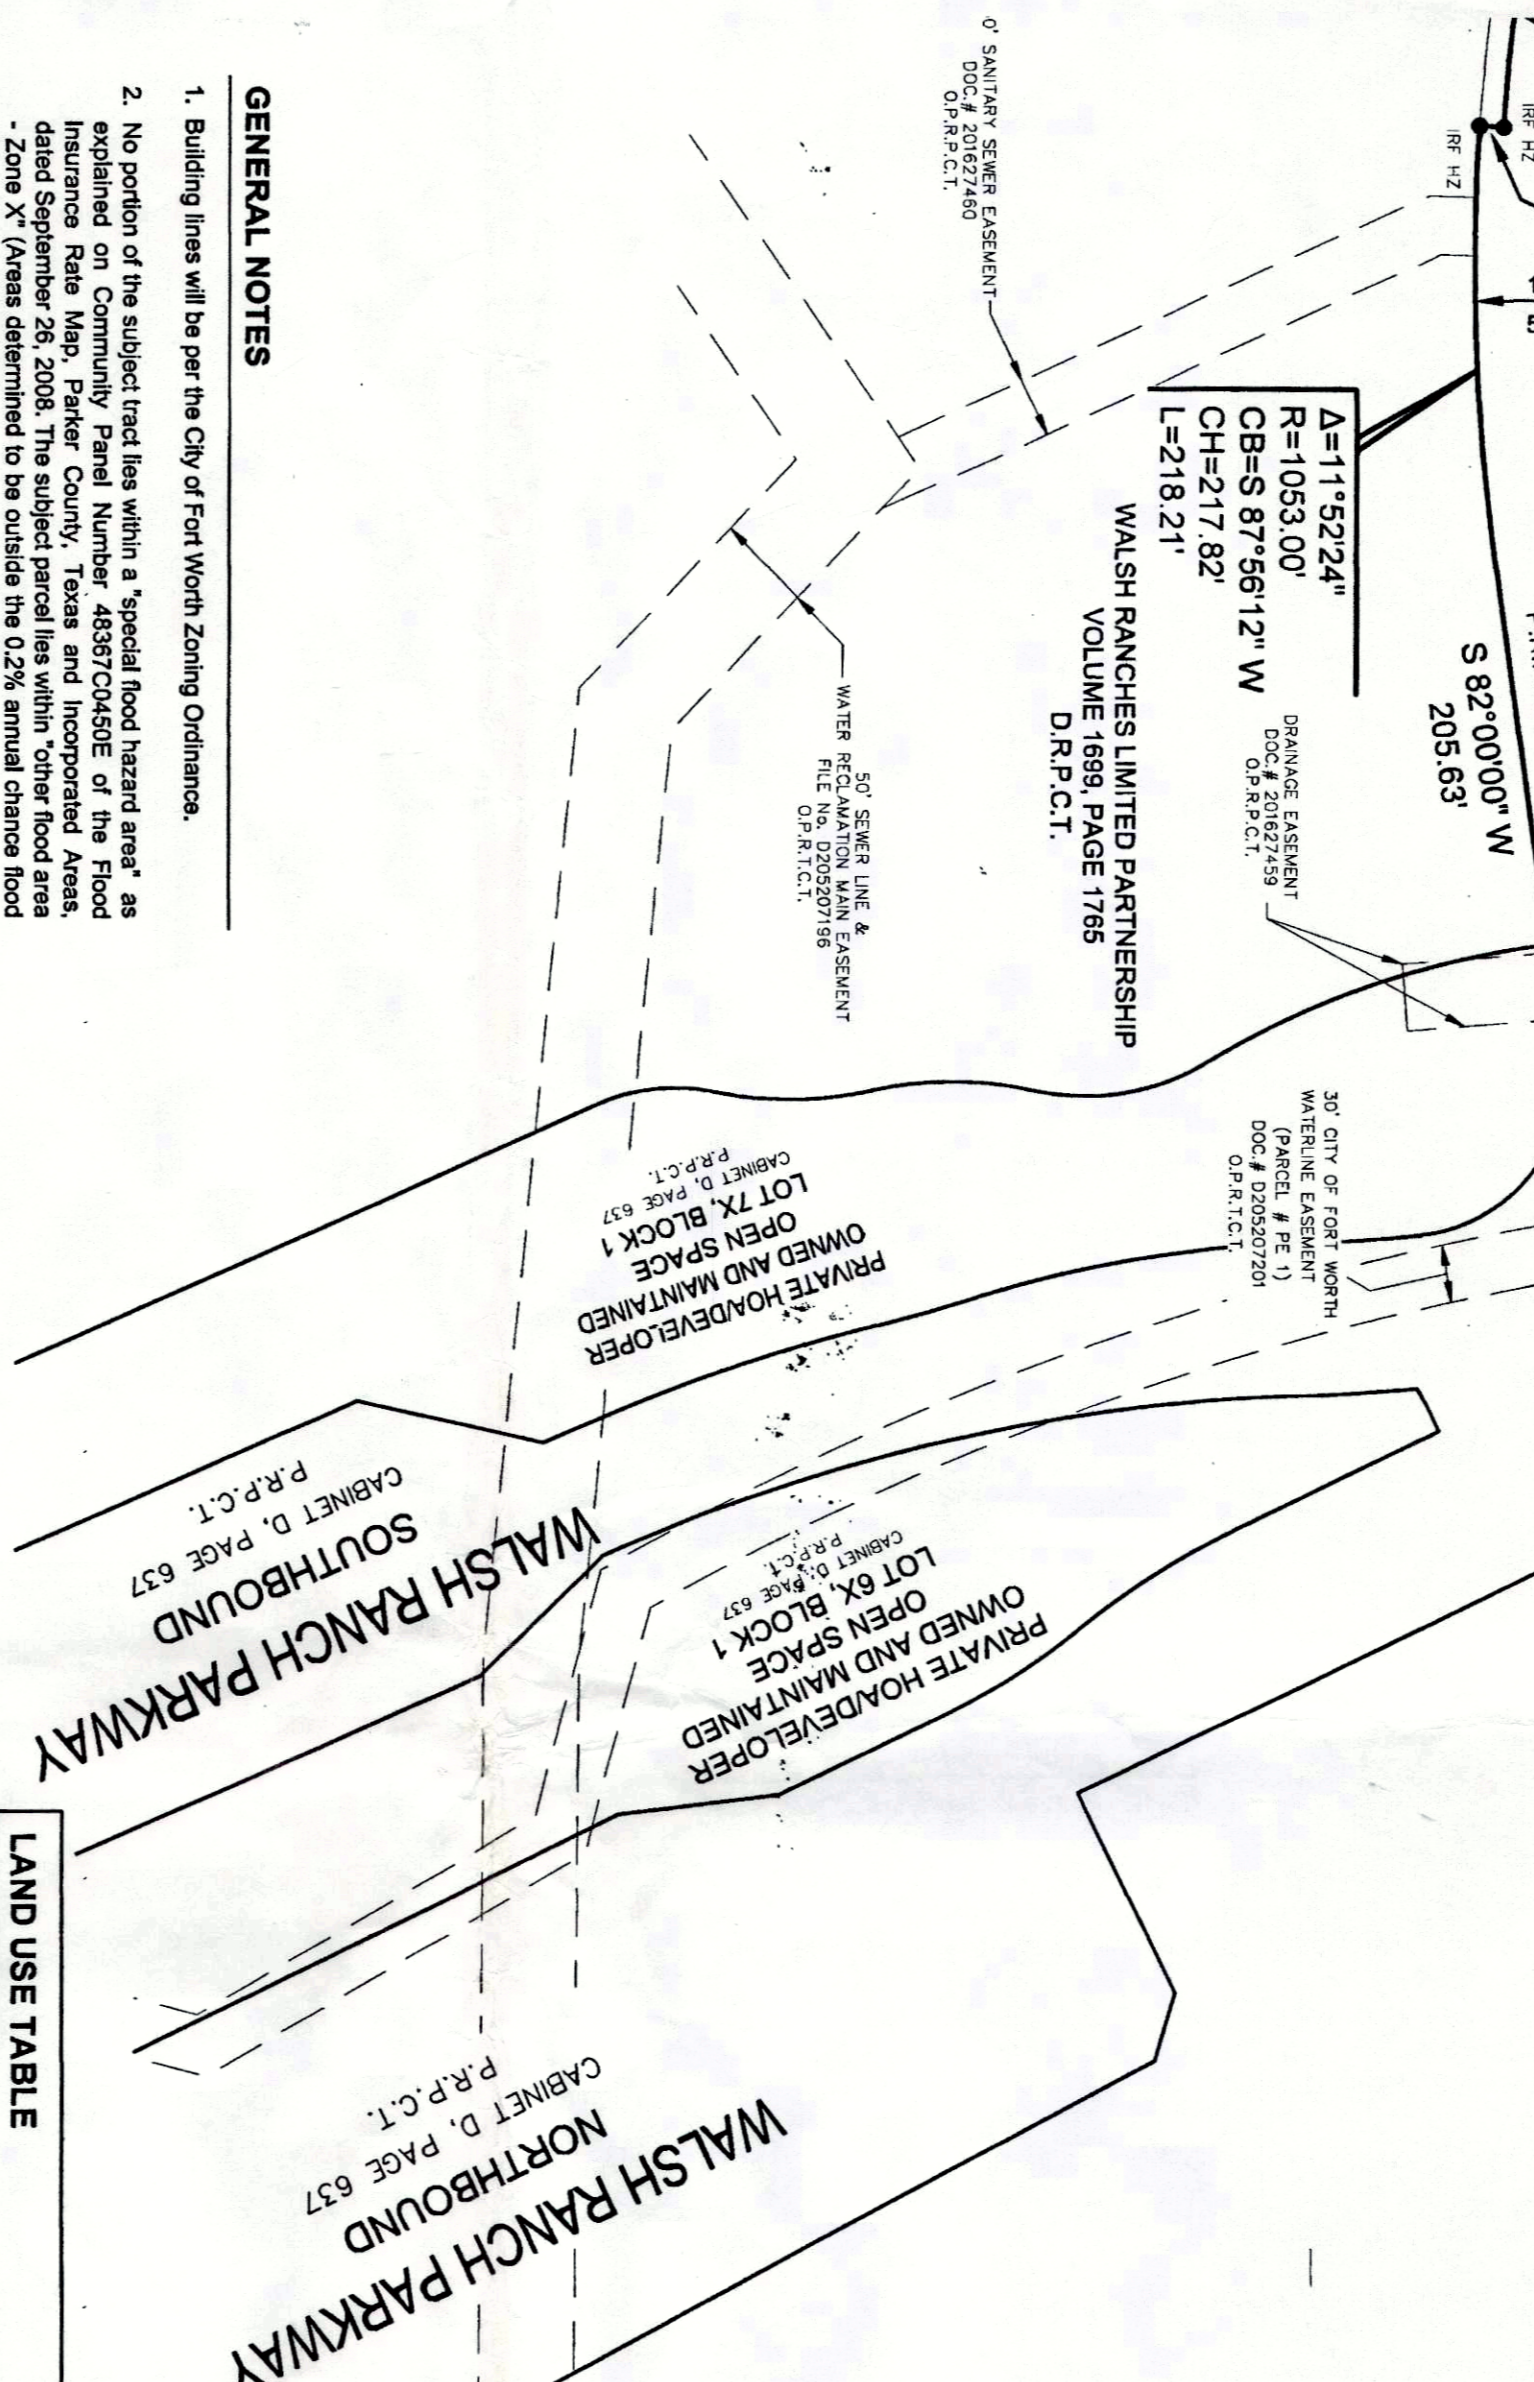 IRF HZ
IRF HZ
S 82°00'00" W
205.63'
Δ=11°52'24"
R=1053.00'
CB=S 87°56'12" W
CH=217.82'
L=218.21'
0' SANITARY SEWER EASEMENT
DOC.# 201627460
O.P.R.P.C.T.
DRAINAGE EASEMENT
DOC.# 201627459
O.P.R.P.C.T.
30' CITY OF FORT WORTH
WATERLINE EASEMENT
(PARCEL # PE 1)
DOC.# D205207201
O.P.R.T.C.T.
WALSH RANCHES LIMITED PARTNERSHIP
VOLUME 1699, PAGE 1765
D.R.P.C.T.
50' SEWER LINE &
WATER RECLAMATION MAIN EASEMENT
FILE No. D205207196
O.P.R.T.C.T.
PRIVATE HOA/DEVELOPER
OWNED AND MAINTAINED
OPEN SPACE
LOT 7X, BLOCK 1
CABINET D, PAGE 637
P.R.P.C.T.
PRIVATE HOA/DEVELOPER
OWNED AND MAINTAINED
OPEN SPACE
LOT 6X, BLOCK 1
CABINET D, PAGE 637
P.R.P.C.T.
WALSH RANCH PARKWAY
SOUTHBOUND
CABINET D, PAGE 637
P.R.P.C.T.
WALSH RANCH PARKWAY
NORTHBOUND
CABINET D, PAGE 637
P.R.P.C.T.
GENERAL NOTES
1. Building lines will be per the City of Fort Worth Zoning Ordinance.
2. No portion of the subject tract lies within a "special flood hazard area" as
explained on Community Panel Number 48367C0450E of the Flood
Insurance Rate Map, Parker County, Texas and Incorporated Areas,
dated September 26, 2008. The subject parcel lies within "other flood area
- Zone X" (Areas determined to be outside the 0.2% annual chance flood
LAND USE TABLE